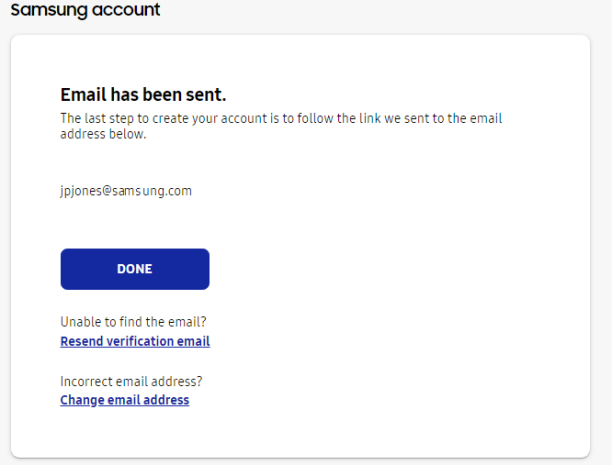 Samsung account
Email has been sent.
The last step to create your account is to follow the link we sent to the email
address below.
jpjones@samsung.com
DONE
Unable to find the email?
Resend verification email
Incorrect email address?
Change email address